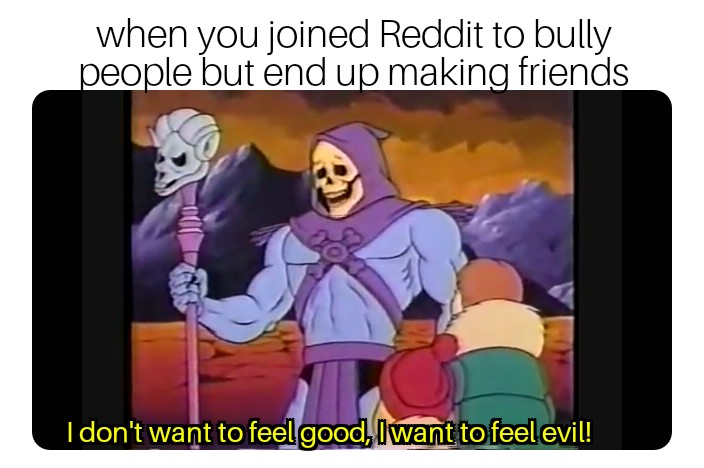 when you joined Reddit to bully
people but end up making friends
I don't want to feel good, I want to feel evil!